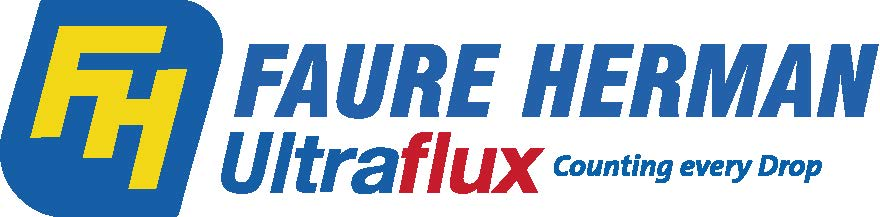 FH
FAURE HERMAN
Ultraflux Counting every Drop